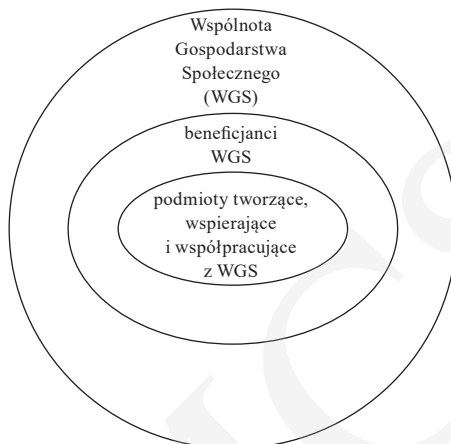 Wspólnota
Gospodarstwa
Społecznego
(WGS)
beneficjanci
WGS
podmioty tworzące,
wspierające
i współpracujące
z WGS